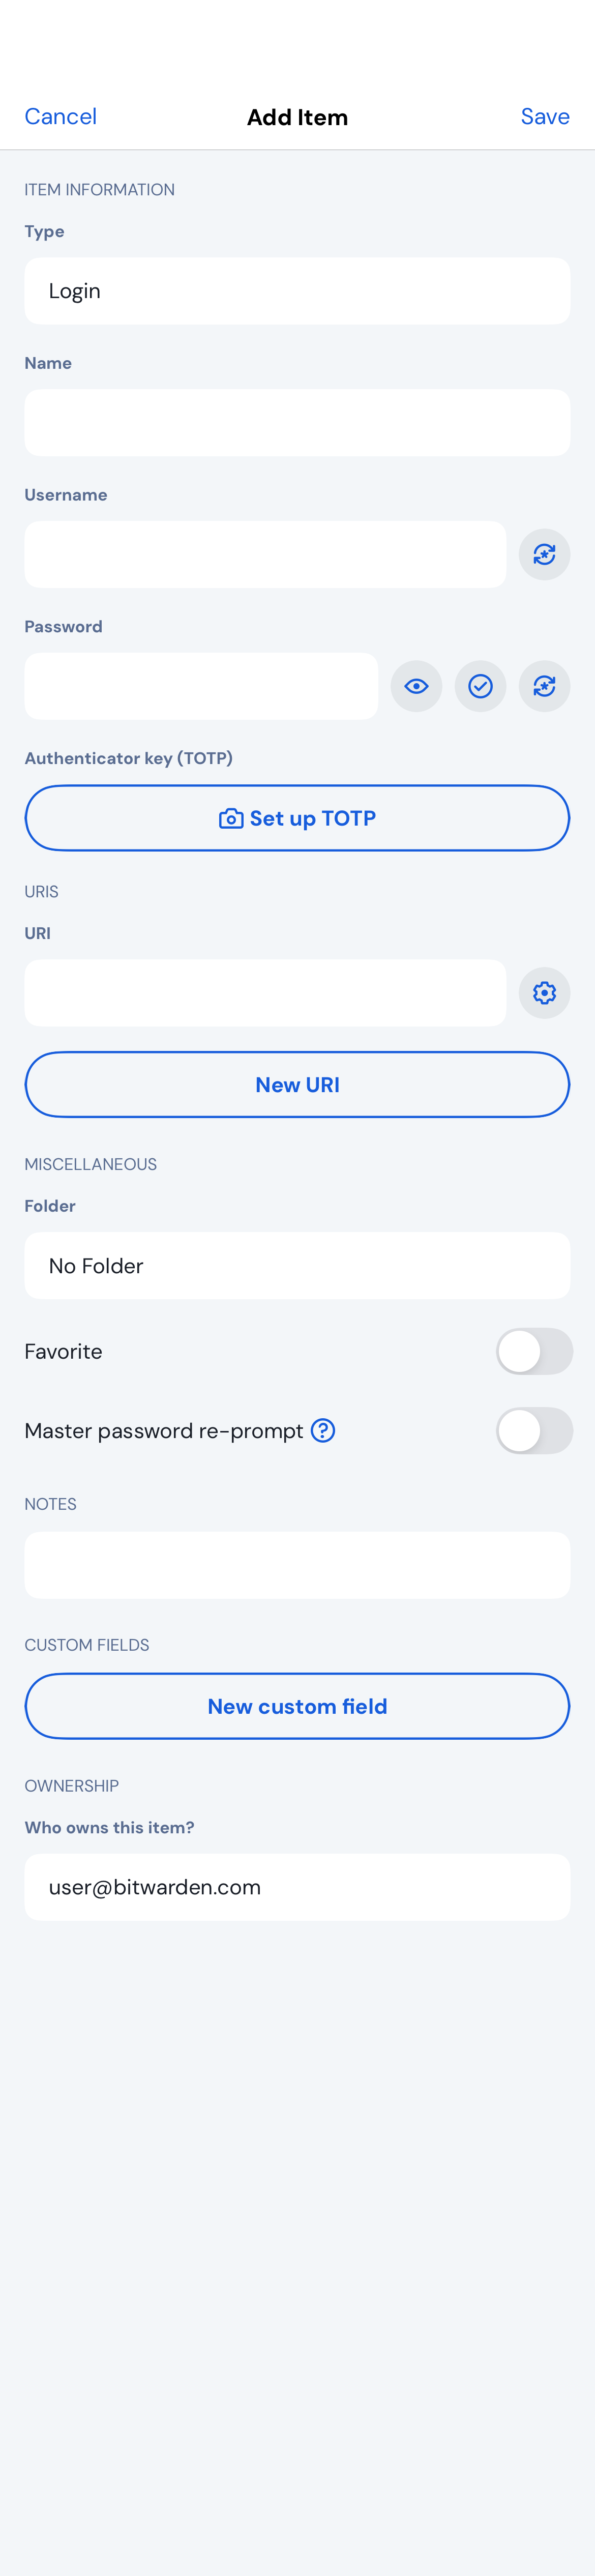 Cancel
Add Item
Save
ITEM INFORMATION
Type
Login
Name
Username
Password
Authenticator key (TOTP)
Set up TOTP
URIS
URI
New URI
MISCELLANEOUS
Folder
No Folder
Favorite
Master password re-prompt
NOTES
CUSTOM FIELDS
New custom field
OWNERSHIP
Who owns this item?
user@bitwarden.com